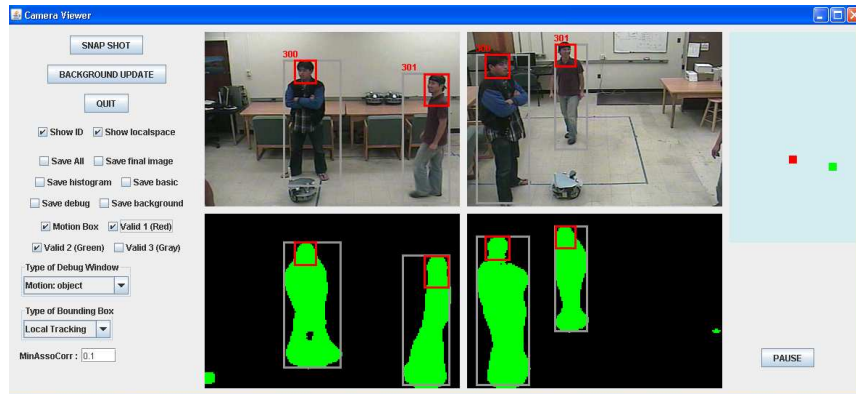 Camera Viewer
SNAP SHOT
BACKGROUND UPDATE
QUIT
Show ID Show localspace
Save All Save final image
Save histogram Save basic
Save debug Save background
Motion Box Valid 1 (Red)
Valid 2 (Green) Valid 3 (Gray)
Type of Debug Window
Motion: object
Type of Bounding Box
Local Tracking
MinAssoCorr : 0.1
300
301
301
PAUSE